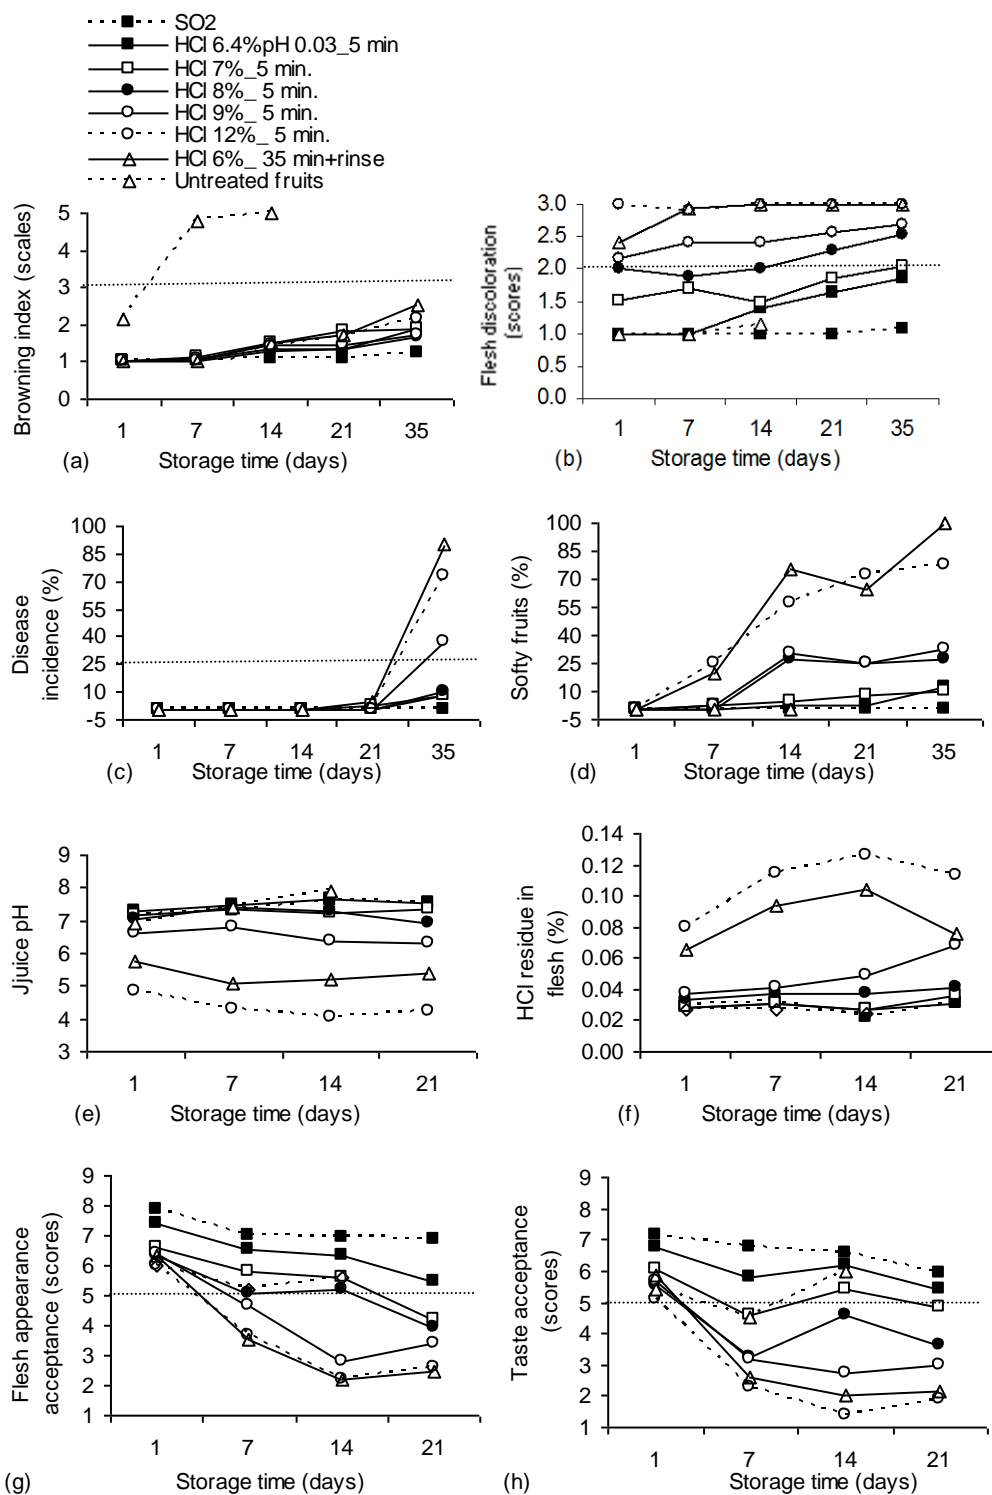 SO2
HCl 6.4%pH 0.03_5 min
HCl 7%_5 min.
HCl 8%_ 5 min.
HCl 9%_ 5 min.
HCl 12%_ 5 min.
HCl 6%_ 35 min+rinse
Untreated fruits
Browning index (scales)
5
4
3
2
1
0
1 7 14 21 35
(a) Storage time (days)
Flesh discoloration
(scores)
3.0
2.5
2.0
1.5
1.0
0.5
0.0
1 7 14 21 35
(b) Storage time (days)
Disease
incidence (%)
100
85
70
55
40
25
10
-5
1 7 14 21 35
(c) Storage time (days)
Softy fruits (%)
100
85
70
55
40
25
10
-5
1 7 14 21 35
(d) Storage time (days)
Jjuice pH
9
8
7
6
5
4
3
1 7 14 21
(e) Storage time (days)
HCl residue in
flesh (%)
0.14
0.12
0.10
0.08
0.06
0.04
0.02
0.00
1 7 14 21
(f) Storage time (days)
Flesh appearance
acceptance (scores)
9
8
7
6
5
4
3
2
1
1 7 14 21
(g) Storage time (days)
Taste acceptance
(scores)
9
8
7
6
5
4
3
2
1
1 7 14 21
(h) Storage time (days)